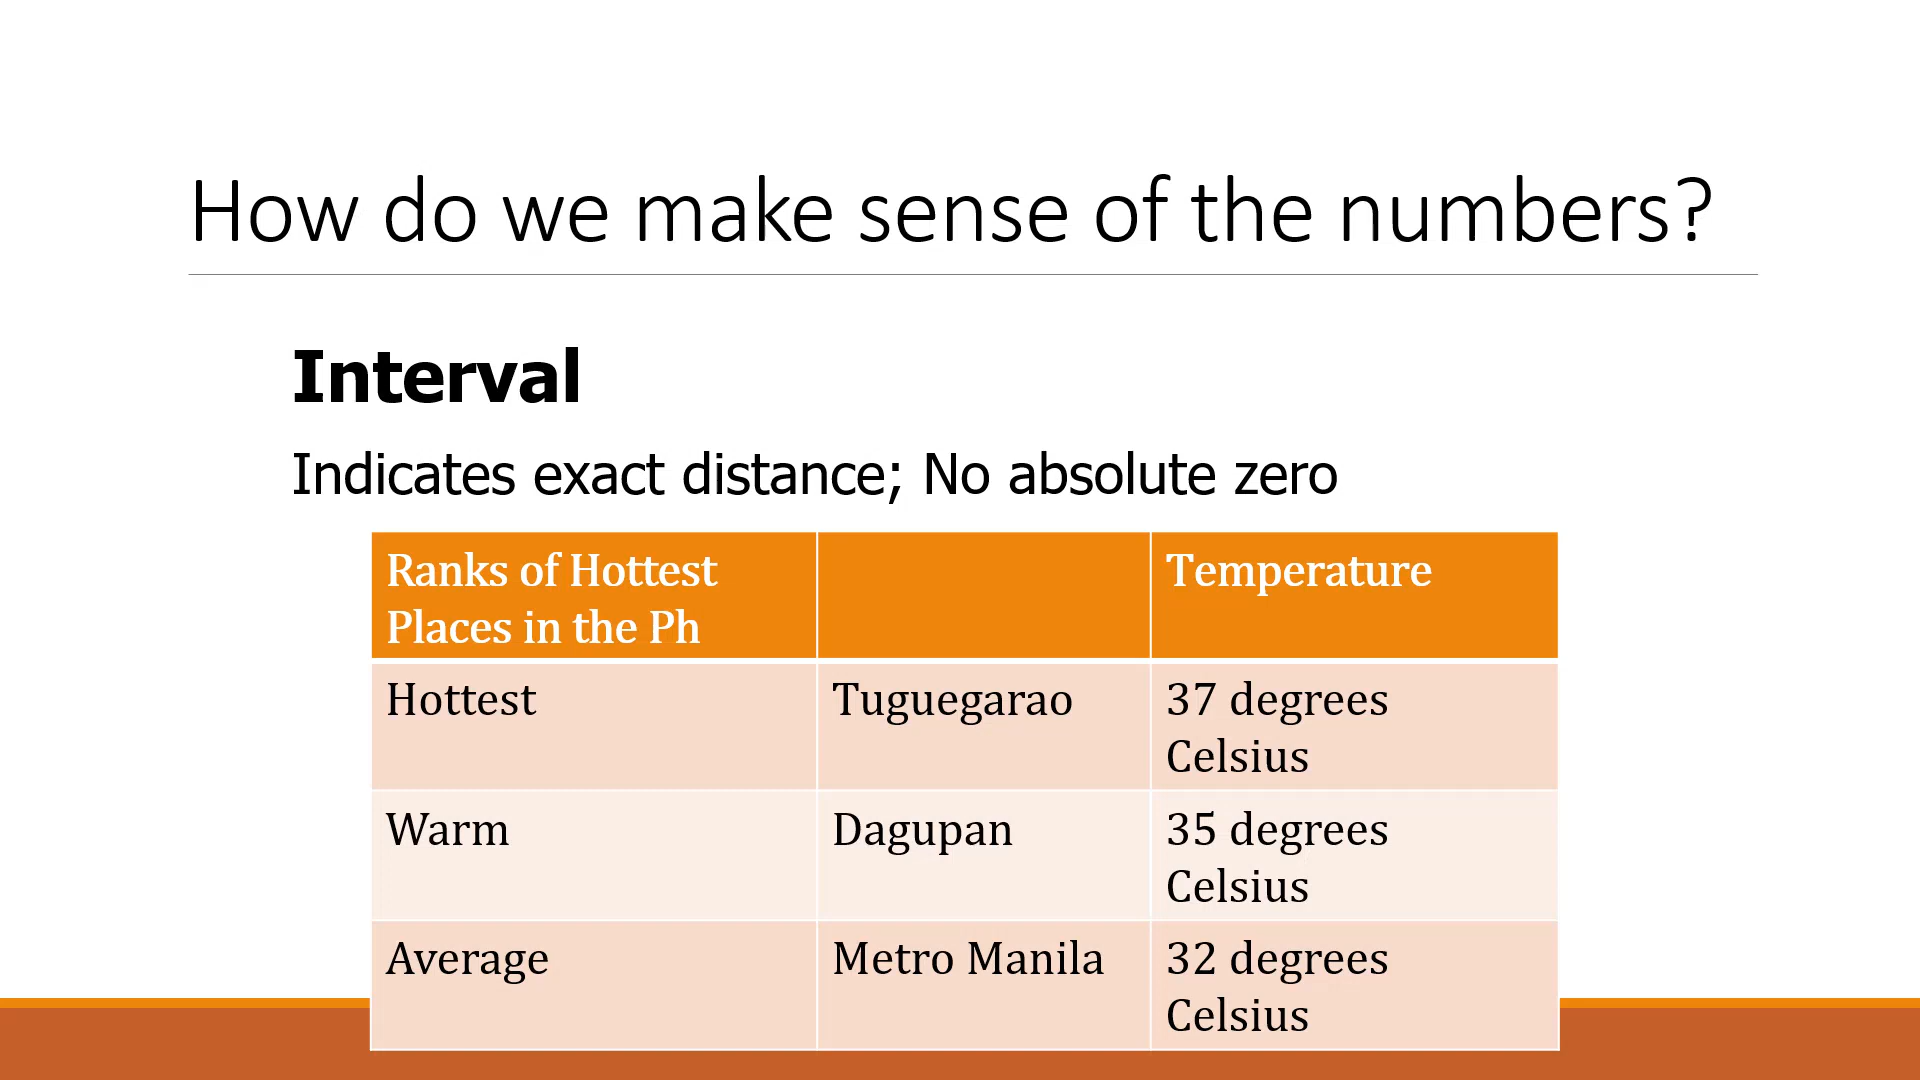 How do we make sense of the numbers?
Interval
Indicates exact distance; No absolute zero
Ranks of Hottest
Places in the Ph
Temperature
Hottest
Tuguegarao
37 degrees
Celsius
Warm
Dagupan
35 degrees
Celsius
Average
Metro Manila
32 degrees
Celsius